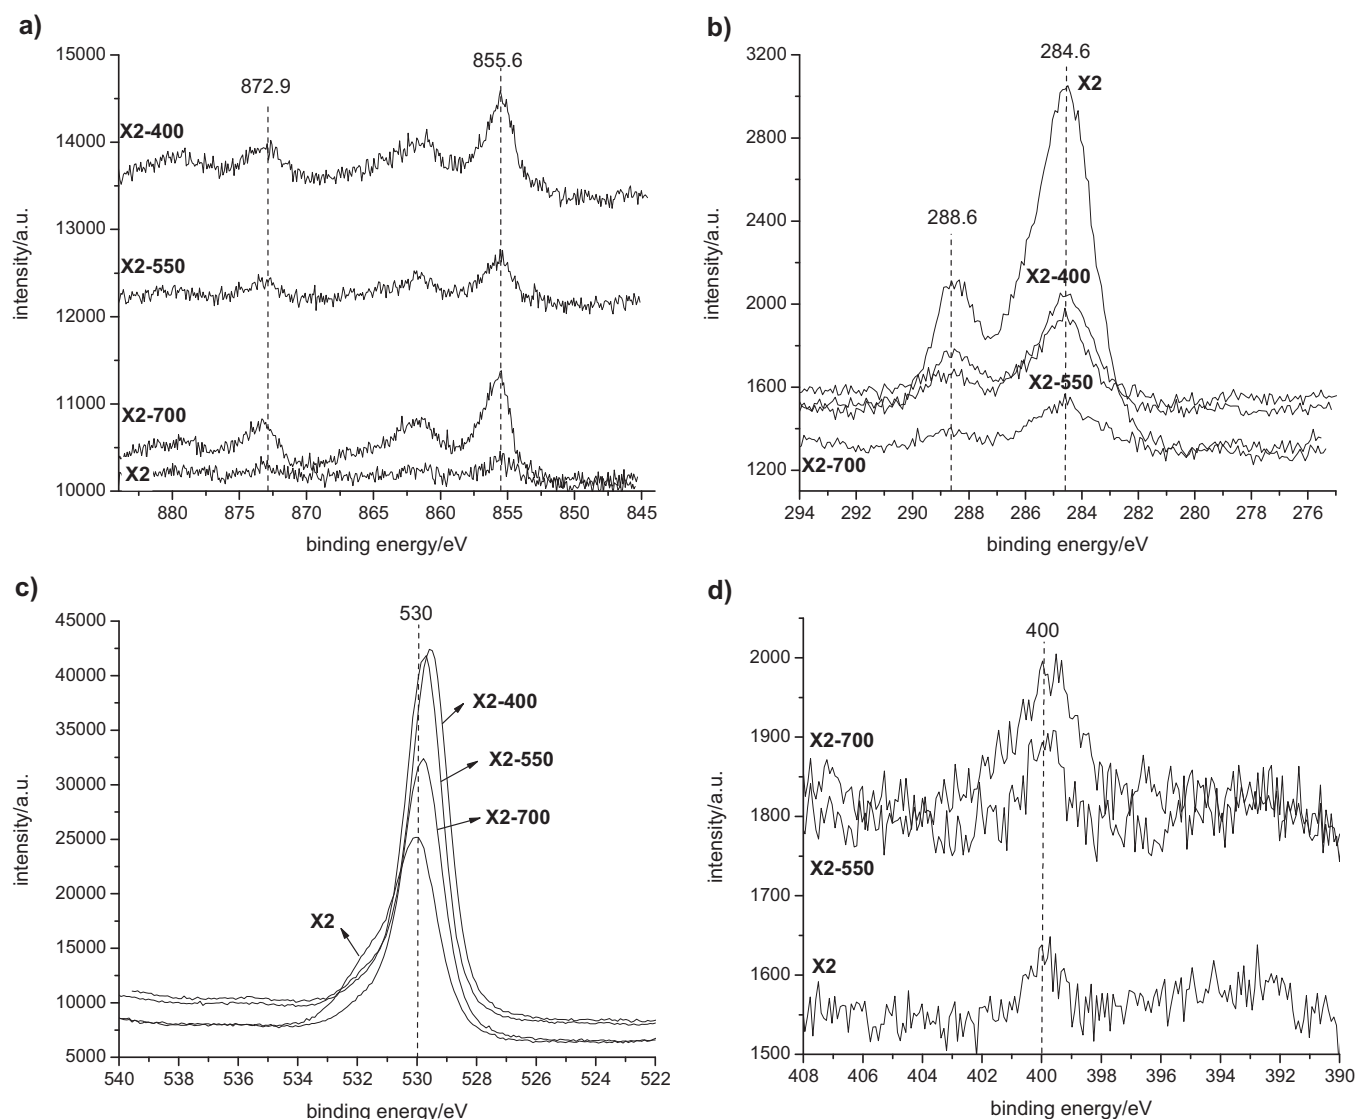 a)
15000
14000
13000
12000
11000
10000
intensity/a.u.
872.9
855.6
X2-400
X2-550
X2-700
X2
880 875 870 865 860 855 850 845
binding energy/eV
b)
3200
2800
2400
2000
1600
1200
intensity/a.u.
284.6
X2
288.6
X2-400
X2-550
X2-700
294 292 290 288 286 284 282 280 278 276
binding energy/eV
c)
45000
40000
35000
30000
25000
20000
15000
10000
5000
intensity/a.u.
530
X2-400
X2-550
X2-700
X2
540 538 536 534 532 530 528 526 524 522
binding energy/eV
d)
2000
1900
1800
1700
1600
1500
intensity/a.u.
400
X2-700
X2-550
X2
408 406 404 402 400 398 396 394 392 390
binding energy/eV